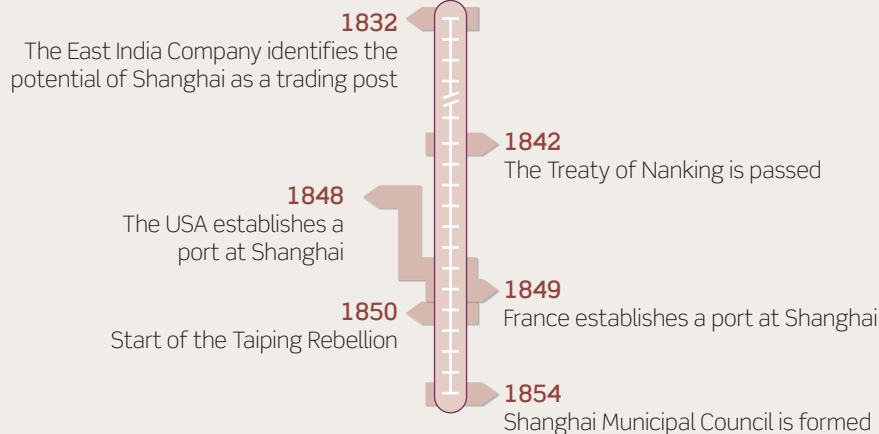 1832
The East India Company identifies the
potential of Shanghai as a trading post
1842
The Treaty of Nanking is passed
1848
The USA establishes a
port at Shanghai
1849
France establishes a port at Shanghai
1850
Start of the Taiping Rebellion
1854
Shanghai Municipal Council is formed